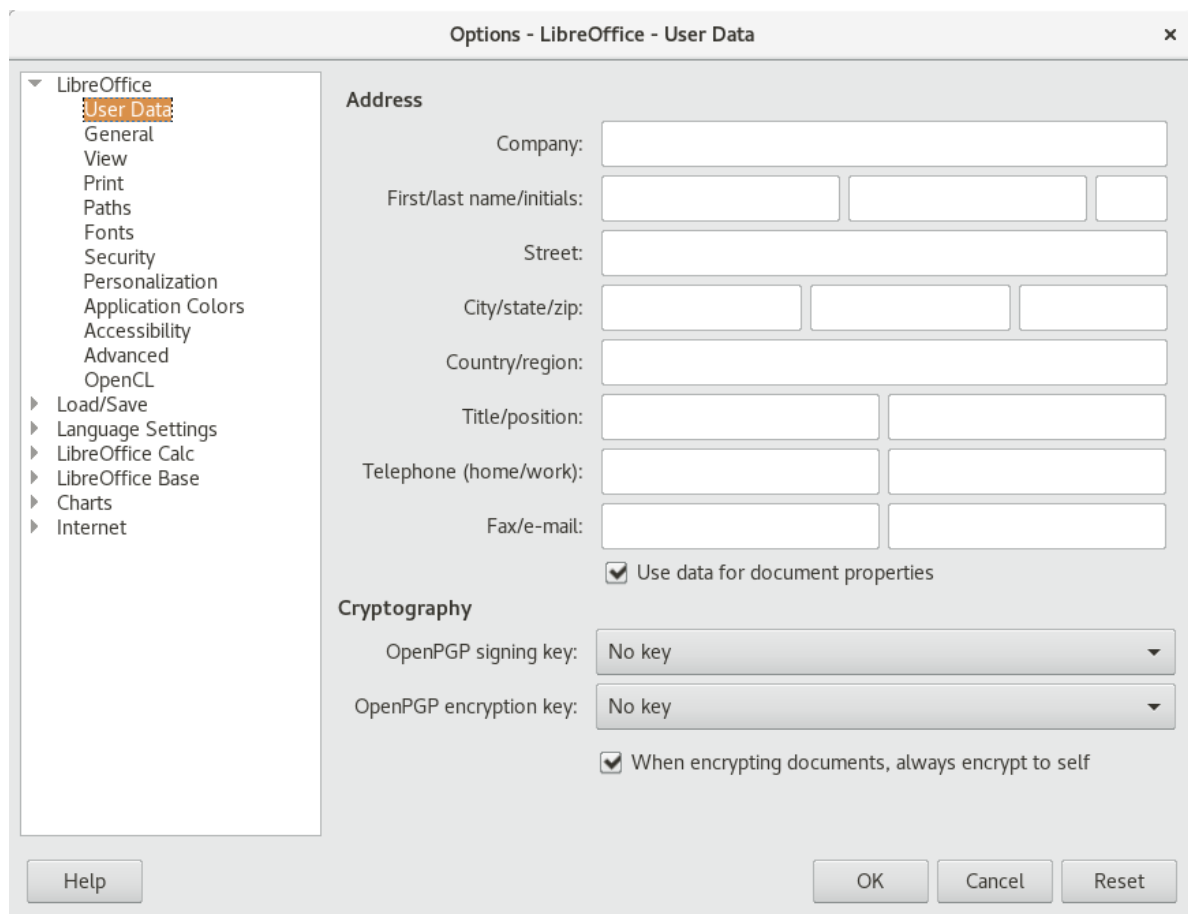 Options - LibreOffice - User Data
LibreOffice
User Data
General
View
Print
Paths
Fonts
Security
Personalization
Application Colors
Accessibility
Advanced
OpenCL
Load/Save
Language Settings
LibreOffice Calc
LibreOffice Base
Charts
Internet
Address
Company:
First/last name/initials:
Street:
City/state/zip:
Country/region:
Title/position:
Telephone (home/work):
Fax/e-mail:
Use data for document properties
Cryptography
OpenPGP signing key: No key
OpenPGP encryption key: No key
When encrypting documents, always encrypt to self
Help OK Cancel Reset